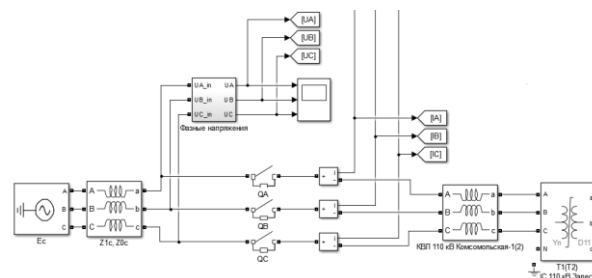 [UA]
[UB]
[UC]
UA_in UA
UB_in UB
UC_in UC
Фазные напряжения
[IA]
[IB]
[IC]
QA
QB
QC
A A a
B B b
C C c
Ec
Z1c, Z0c
A a A
B b B
C c C
N
Yn D11
КВЛ 110 кВ Комсомольская-1(2)
T1(T2)